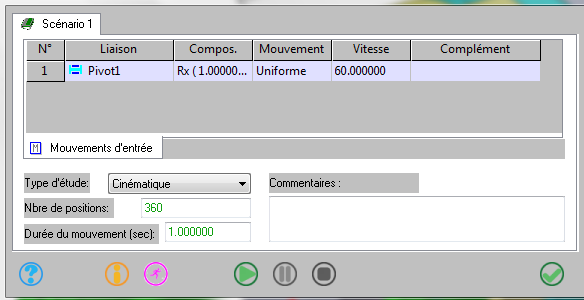 Scénario 1
N° Liaison Compos. Mouvement Vitesse Complément
1 Pivot1 Rx ( 1.00000... Uniforme 60.000000
M Mouvements d'entrée
Type d'étude: Cinématique Commentaires :
Nbre de positions: 360
Durée du mouvement (sec): 1.000000